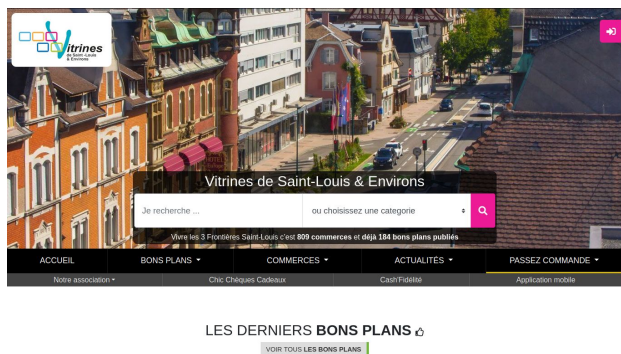 Vitrines
de Saint-Louis
& Environs
Vitrines de Saint-Louis & Environs
Je recherche ...
ou choisissez une categorie
Vivre les 3 Frontières Saint-Louis c'est 809 commerces et déjà 184 bons plans publiés
ACCUEIL
BONS PLANS
COMMERCES
ACTUALITÉS
PASSEZ COMMANDE
Notre association
Chic Chèques Cadeaux
Cash'Fidélité
Application mobile
LES DERNIERS BONS PLANS
VOIR TOUS LES BONS PLANS